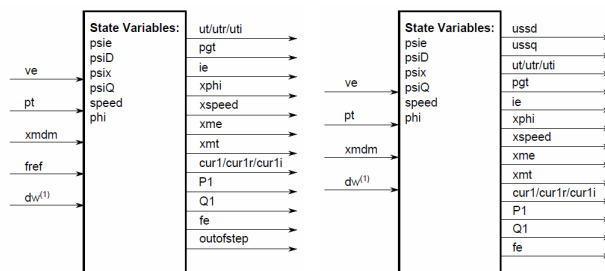 State Variables:
psie
psiD
psix
psiQ
speed
phi
ve
pt
xmdm
fref
dw(1)
ut/utr/uti
pgt
ie
xphi
xspeed
xme
xmt
cur1/cur1r/cur1i
P1
Q1
fe
outofstep
State Variables:
psie
psiD
psix
psiQ
speed
phi
ve
pt
xmdm
dw(1)
ussd
ussq
ut/utr/uti
pgt
ie
xphi
xspeed
xme
xmt
cur1/cur1r/cur1i
P1
Q1
fe